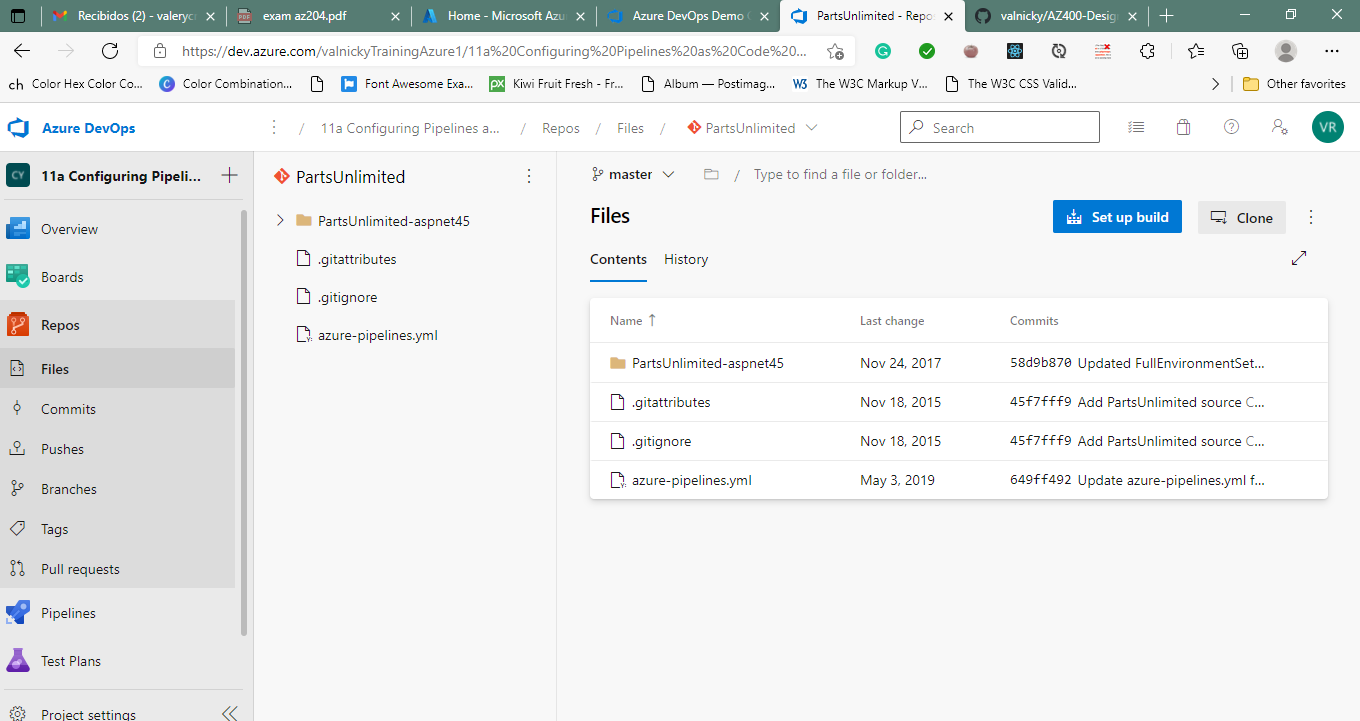 Recibidos (2) - valeryc
exam az204.pdf
Home - Microsoft Azu
Azure DevOps Demo G
PartsUnlimited - Repos
valnicky/AZ400-Desig
https://dev.azure.com/valnickyTrainingAzure1/11a%20Configuring%20Pipelines%20as%20Code%20...
ch Color Hex Color Co...
Color Combination...
Font Awesome Exa...
Kiwi Fruit Fresh - Fr...
Album — Postimag...
W3 The W3C Markup V...
The W3C CSS Valid...
Other favorites
Azure DevOps
/ 11a Configuring Pipelines a... / Repos / Files / PartsUnlimited
Search
VR
CY 11a Configuring Pipeli...
Overview
Boards
Repos
Files
Commits
Pushes
Branches
Tags
Pull requests
Pipelines
Test Plans
Project settings
PartsUnlimited
PartsUnlimited-aspnet45
.gitattributes
.gitignore
azure-pipelines.yml
master / Type to find a file or folder...
Files
Set up build
Clone
Contents History
Name Last change Commits
PartsUnlimited-aspnet45 Nov 24, 2017 58d9b870 Updated FullEnvironmentSet...
.gitattributes Nov 18, 2015 45f7fff9 Add PartsUnlimited source C...
.gitignore Nov 18, 2015 45f7fff9 Add PartsUnlimited source C...
azure-pipelines.yml May 3, 2019 649ff492 Update azure-pipelines.yml f...